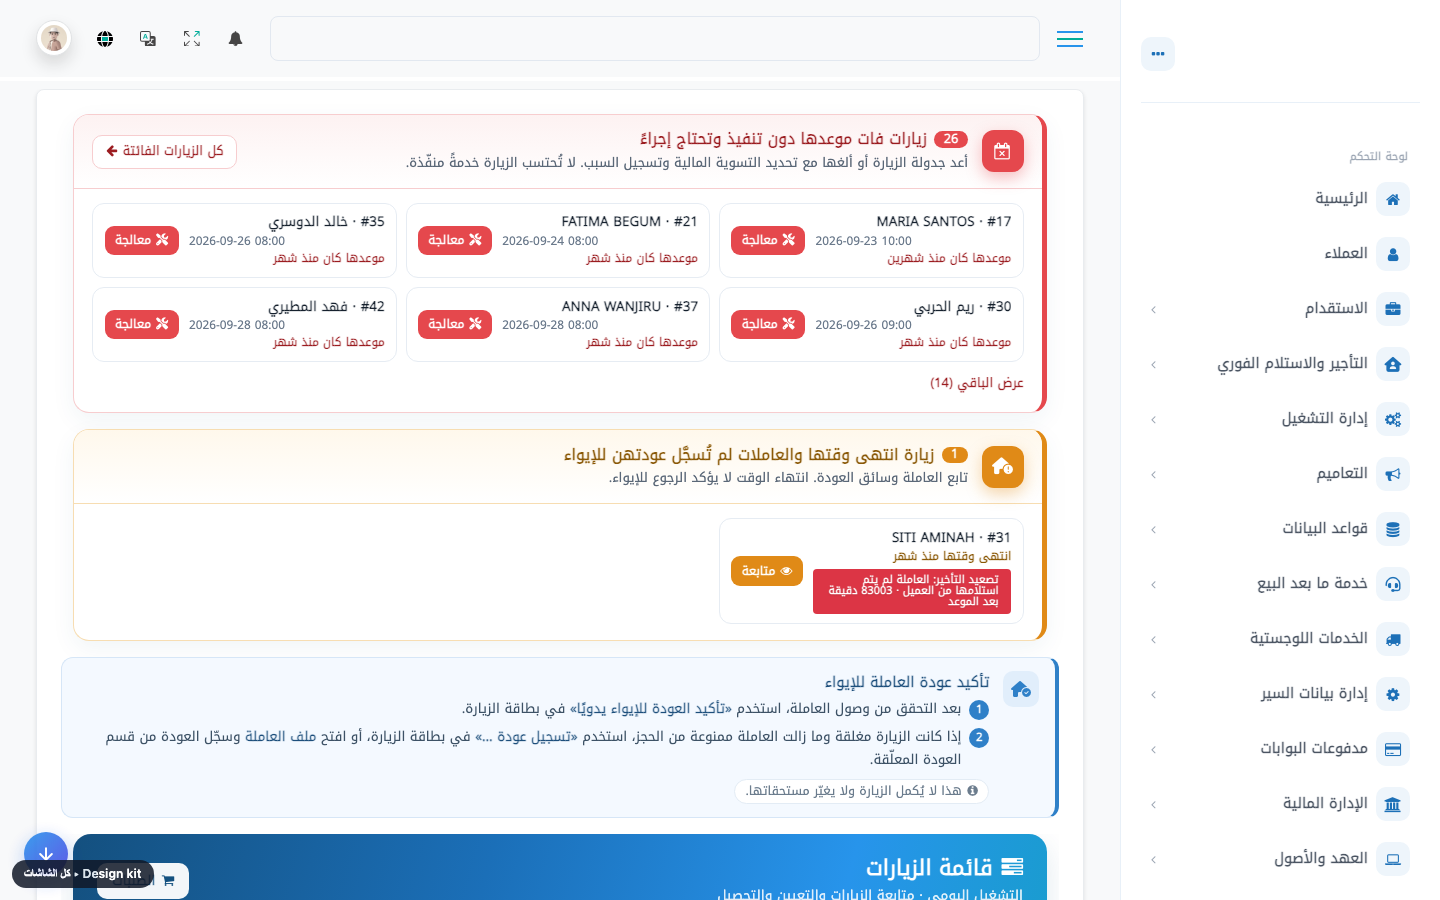 لوحة التحكم
الرئيسية
العملاء
الاستقدام
التأجير والاستلام الفوري
إدارة التشغيل
التعاميم
قواعد البيانات
خدمة ما بعد البيع
الخدمات اللوجستية
إدارة بيانات السير
مدفوعات البوابات
الإدارة المالية
العهد والأصول
26 زيارات فات موعدها دون تنفيذ وتحتاج إجراءً
أعد جدولة الزيارة أو ألغها مع تحديد التسوية المالية وتسجيل السبب. لا تُحتسب الزيارة خدمةً منفّذة.
كل الزيارات الفائتة
#17 · MARIA SANTOS
2026-09-23 10:00
موعدها كان منذ شهرين
معالجة
#21 · FATIMA BEGUM
2026-09-24 08:00
موعدها كان منذ شهر
معالجة
#35 · خالد الدوسري
2026-09-26 08:00
موعدها كان منذ شهر
معالجة
#30 · ريم الحربي
2026-09-26 09:00
موعدها كان منذ شهر
معالجة
#37 · ANNA WANJIRU
2026-09-28 08:00
موعدها كان منذ شهر
معالجة
#42 · فهد المطيري
2026-09-28 08:00
موعدها كان منذ شهر
معالجة
عرض الباقي (14)
1 زيارة انتهى وقتها والعاملات لم تُسجَّل عودتهن للإيواء
تابع العاملة وسائق العودة. انتهاء الوقت لا يؤكد الرجوع للإيواء.
#31 · SITI AMINAH
انتهى وقتها منذ شهر
تصعيد التأخير: العاملة لم يتم
استلامها من العميل · 83003 دقيقة
بعد الموعد
متابعة
تأكيد عودة العاملة للإيواء
1 بعد التحقق من وصول العاملة، استخدم «تأكيد العودة للإيواء يدويًا» في بطاقة الزيارة.
2 إذا كانت الزيارة مغلقة وما زالت العاملة ممنوعة من الحجز، استخدم «تسجيل عودة ...» في بطاقة الزيارة، أو افتح ملف العاملة وسجّل العودة من قسم
العودة المعلّقة.
هذا لا يُكمل الزيارة ولا يغيّر مستحقاتها.
قائمة الزيارات
التشغيل اليومي · متابعة الزيارات والتعيين والتحصيل
Design kit ▸ كل الشاشات